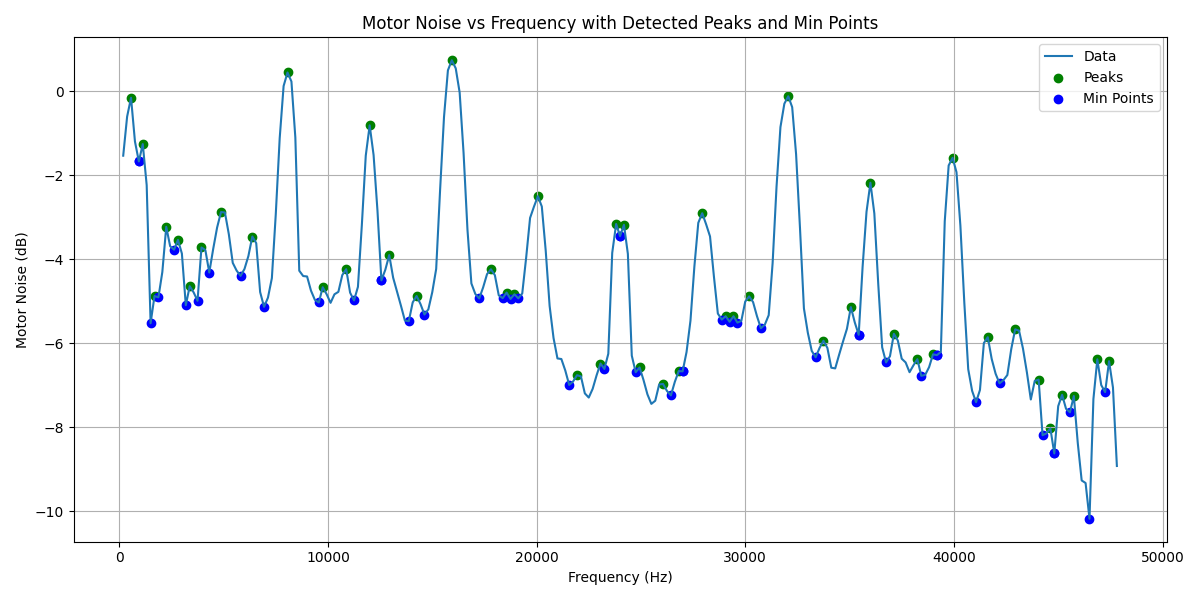 Motor Noise vs Frequency with Detected Peaks and Min Points
Data
Peaks
Min Points
Motor Noise (dB)
0
−2
−4
−6
−8
−10
0
10000
20000
30000
40000
50000
Frequency (Hz)